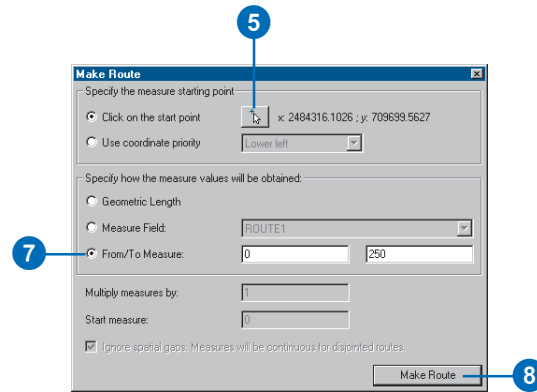 5
Make Route
Specify the measure starting point
Click on the start point x: 2484316.1026 ; y: 709699.5627
Use coordinate priority Lower left
Specify how the measure values will be obtained:
Geometric Length
Measure Field: ROUTE1
7 From/To Measure: 0 250
Multiply measures by: 1
Start measure: 0
Ignore spatial gaps. Measures will be continuous for disjointed routes.
Make Route 8